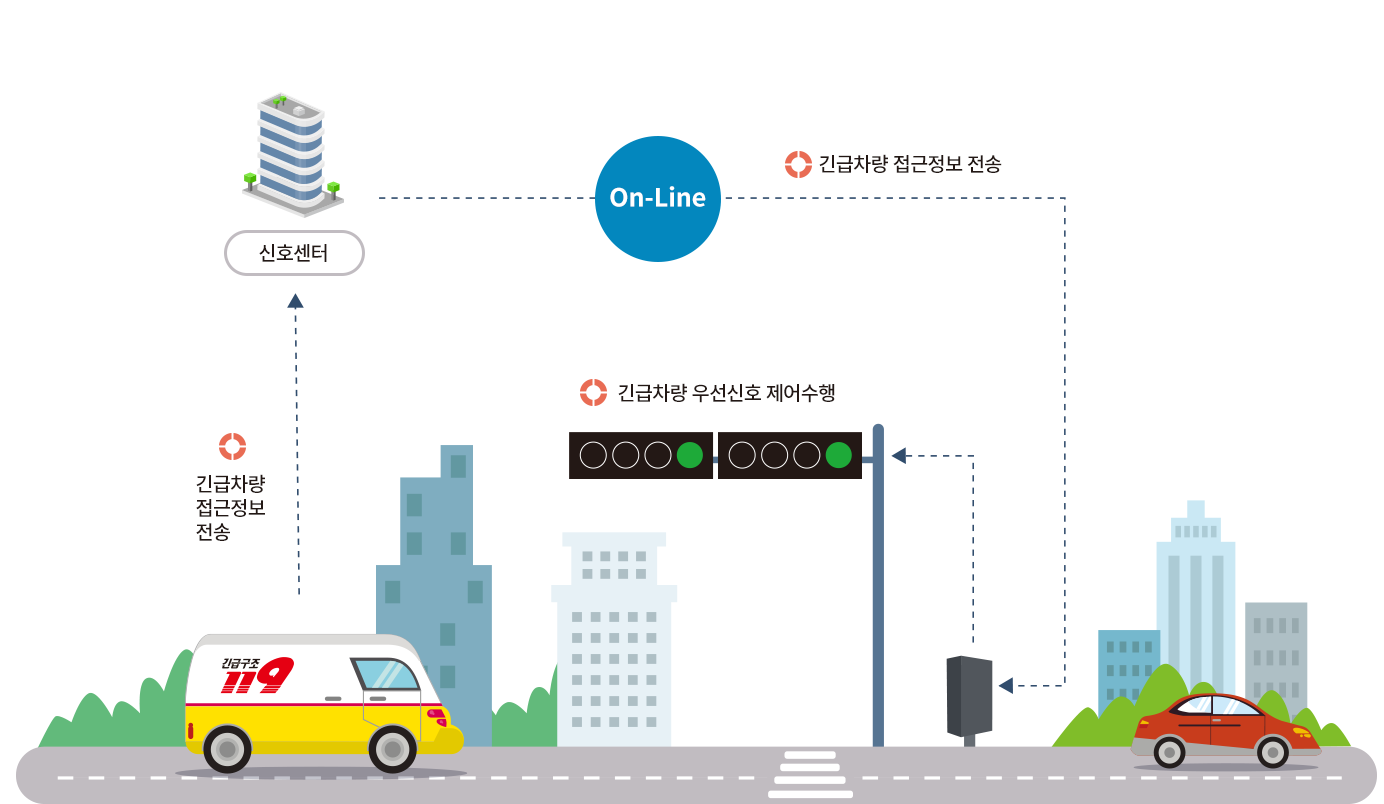 On-Line
긴급차량 접근정보 전송
신호센터
긴급차량 우선신호 제어수행
긴급차량
접근정보
전송
긴급구조
119